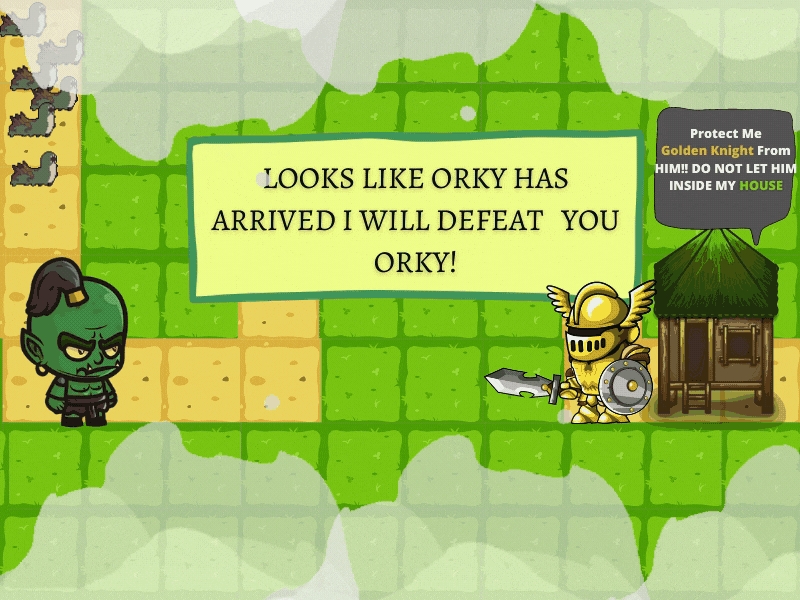 LOOKS LIKE ORKY HAS
ARRIVED I WILL DEFEAT YOU
ORKY!
Protect Me
Golden Knight From
HIM!! DO NOT LET HIM
INSIDE MY HOUSE